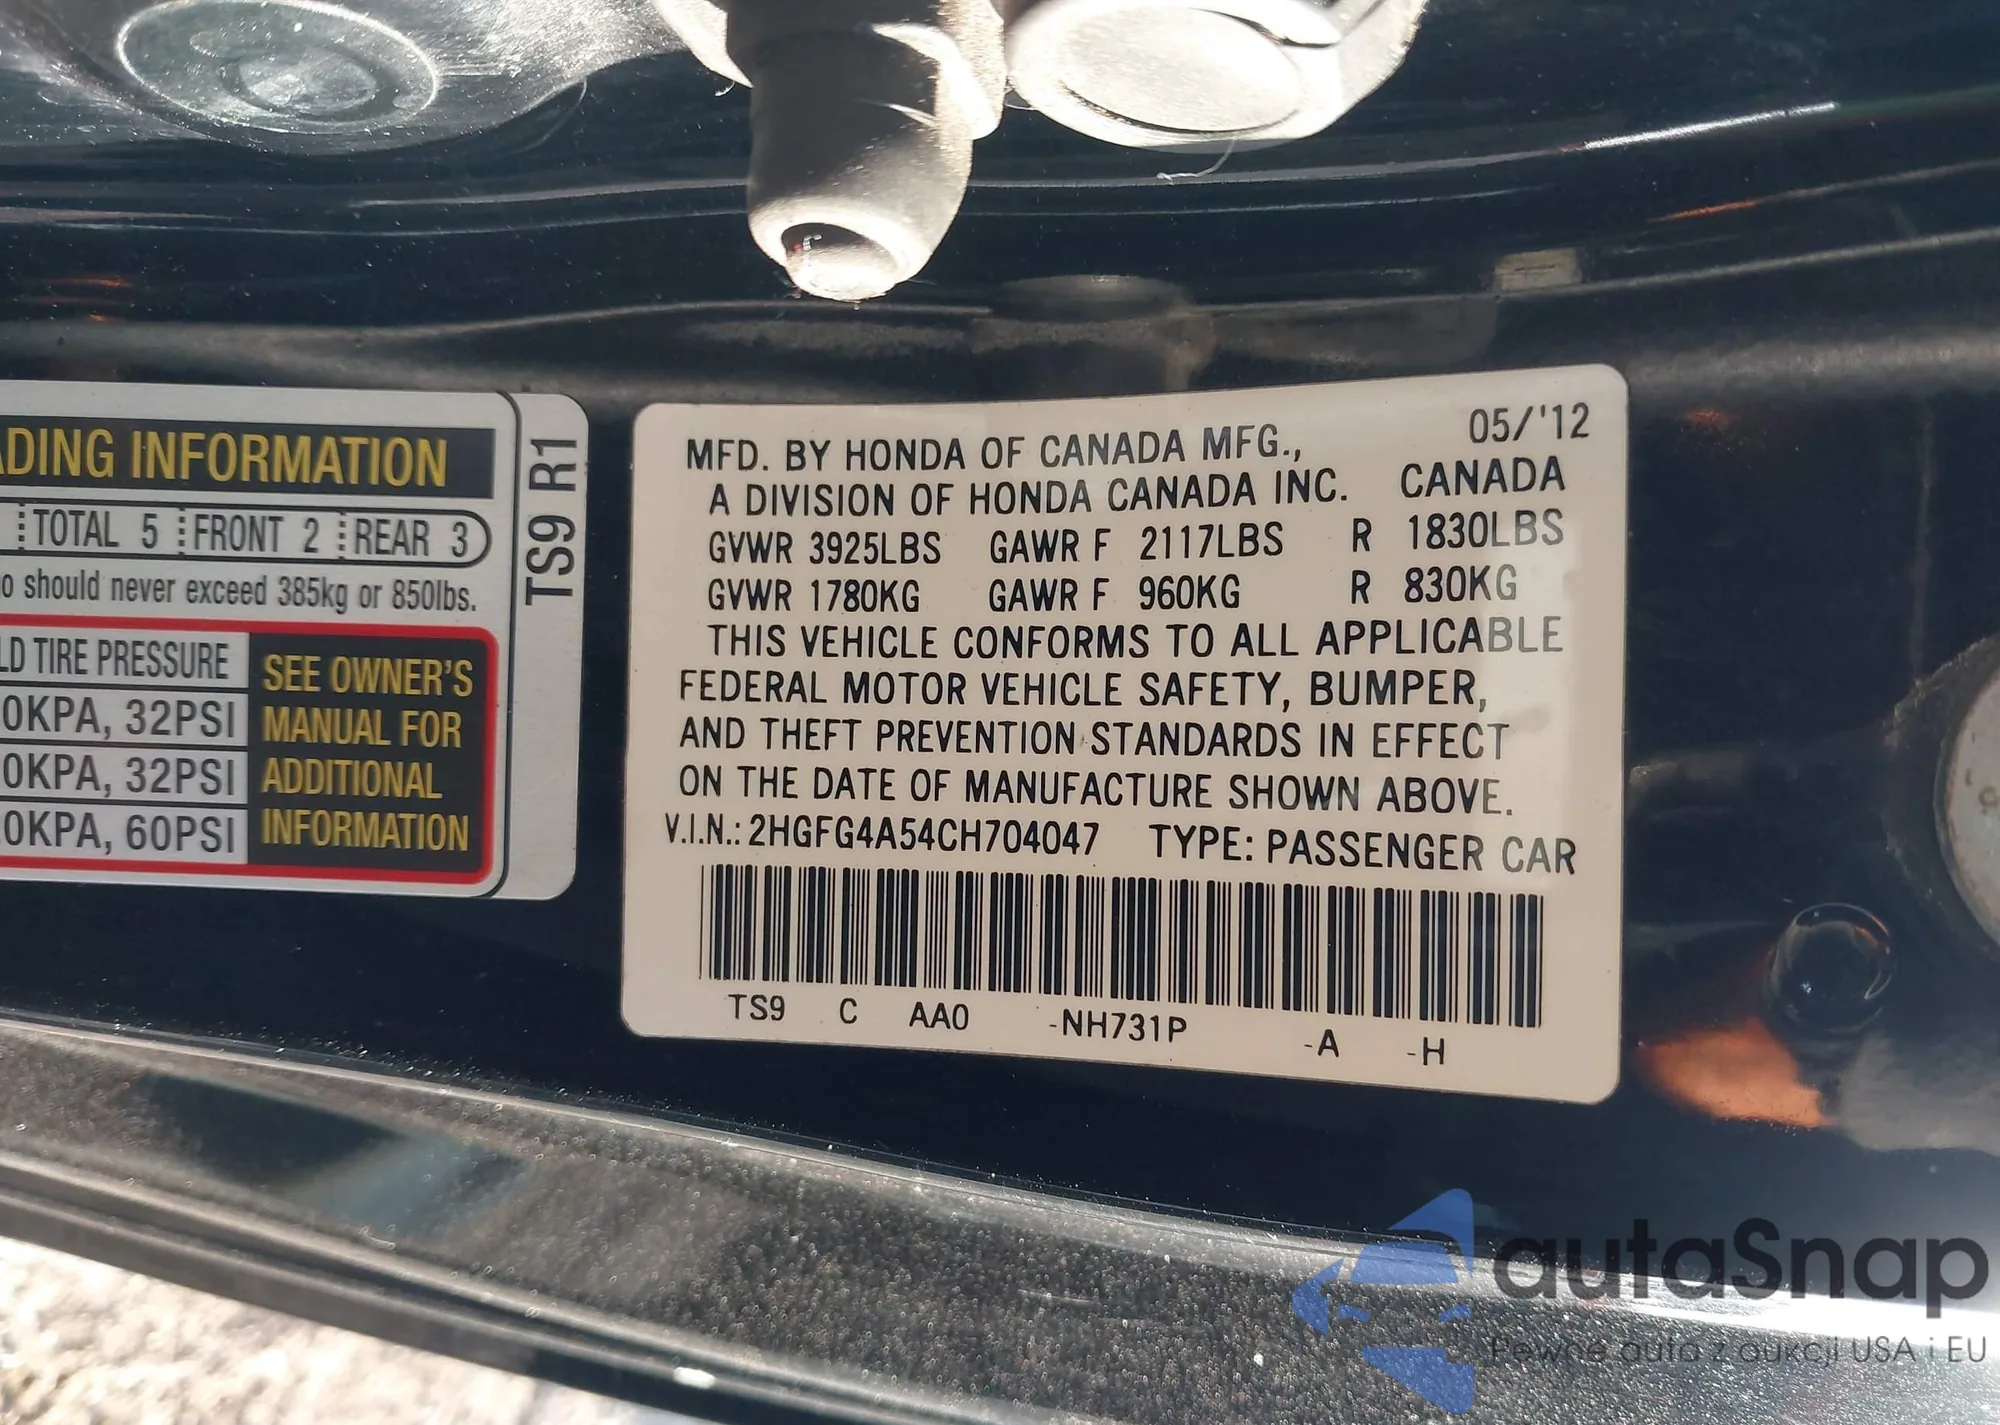 ADING INFORMATION
TOTAL 5 FRONT 2 REAR 3
o should never exceed 385kg or 850lbs.
LD TIRE PRESSURE
0KPA, 32PSI
0KPA, 32PSI
0KPA, 60PSI
SEE OWNER'S
MANUAL FOR
ADDITIONAL
INFORMATION
TS9 R1
05/'12
MFD. BY HONDA OF CANADA MFG.,
A DIVISION OF HONDA CANADA INC. CANADA
GVWR 3925LBS GAWR F 2117LBS R 1830LBS
GVWR 1780KG GAWR F 960KG R 830KG
THIS VEHICLE CONFORMS TO ALL APPLICABLE
FEDERAL MOTOR VEHICLE SAFETY, BUMPER,
AND THEFT PREVENTION STANDARDS IN EFFECT
ON THE DATE OF MANUFACTURE SHOWN ABOVE.
V.I.N.: 2HGFG4A54CH704047 TYPE: PASSENGER CAR
TS9 C AA0 -NH731P -A -H
autaSnap
Pewne auta z aukcji USA i EU